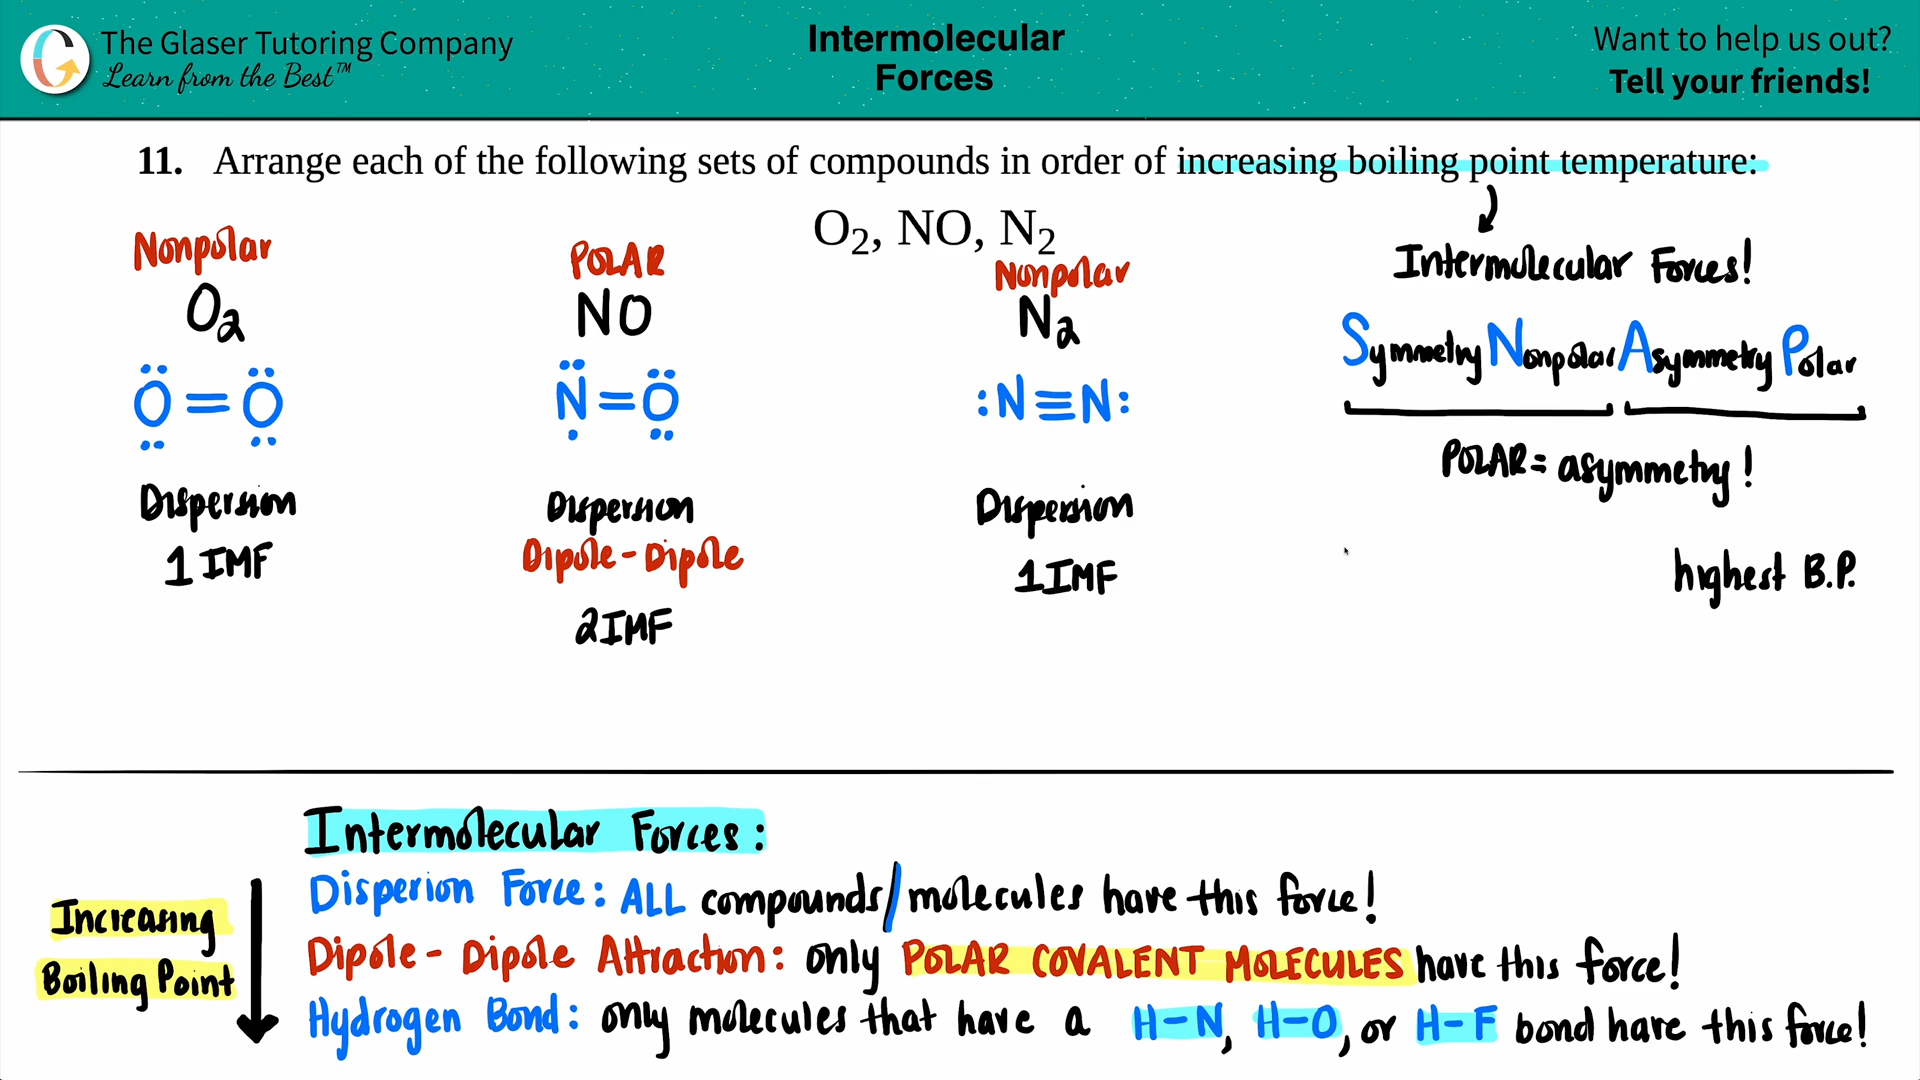 The Glaser Tutoring Company
Learn from the Best™
Intermolecular
Forces
Want to help us out?
Tell your friends!
11. Arrange each of the following sets of compounds in order of increasing boiling point temperature:
O₂, NO, N₂
Nonpolar
O₂
O=O
Dispersion
1 IMF
POLAR
NO
N=O
Dispersion
Dipole-Dipole
2 IMF
Nonpolar
N₂
:N≡N:
Dispersion
1 IMF
Intermolecular Forces!
Symmetry Nonpolar Asymmetry Polar
POLAR = asymmetry!
highest B.P.
Intermolecular Forces:
Increasing
Boiling Point
Disperion Force: ALL compounds/molecules have this force!
Dipole-Dipole Attraction: only POLAR COVALENT MOLECULES have this force!
Hydrogen Bond: only molecules that have a H-N, H-O, or H-F bond have this force!